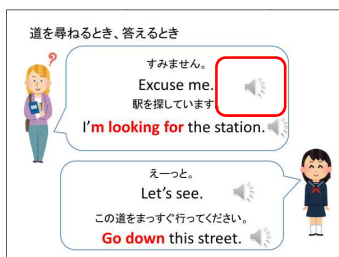 道を尋ねるとき、答えるとき
?
すみません。
Excuse me.
駅を探しています。
I'm looking for the station.
えーっと。
Let's see.
この道をまっすぐ行ってください。
Go down this street.